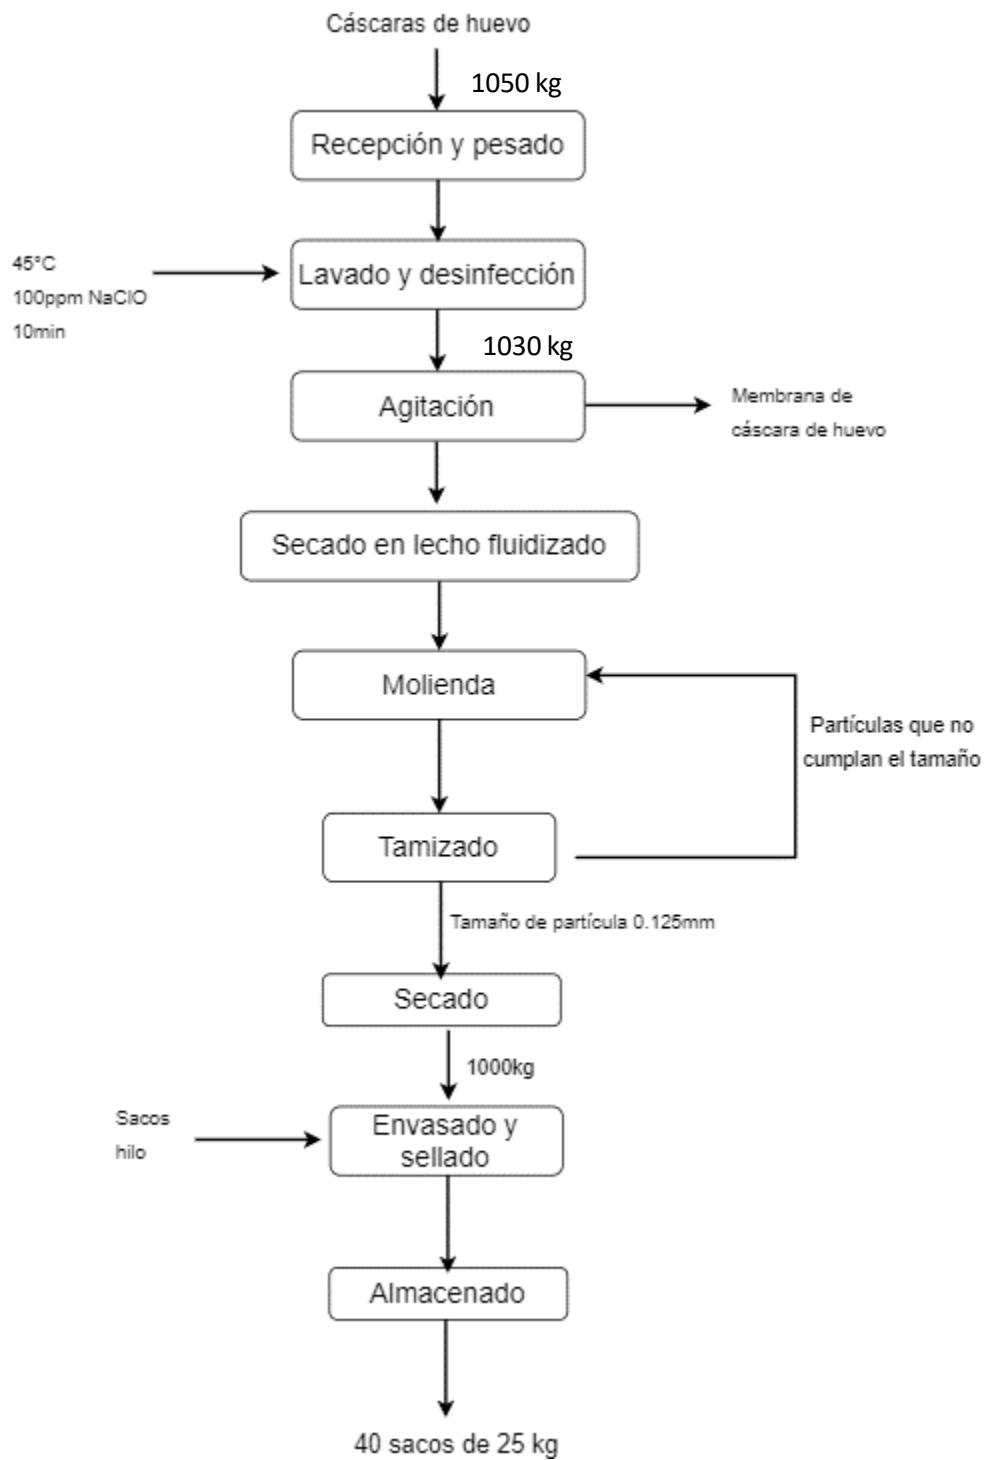 Cáscaras de huevo
1050 kg
Recepción y pesado
45°C
100ppm NaClO
10min
Lavado y desinfección
1030 kg
Agitación
Membrana de
cáscara de huevo
Secado en lecho fluidizado
Molienda
Partículas que no
cumplan el tamaño
Tamizado
Tamaño de partícula 0.125mm
Secado
1000kg
Sacos
hilo
Envasado y
sellado
Almacenado
40 sacos de 25 kg